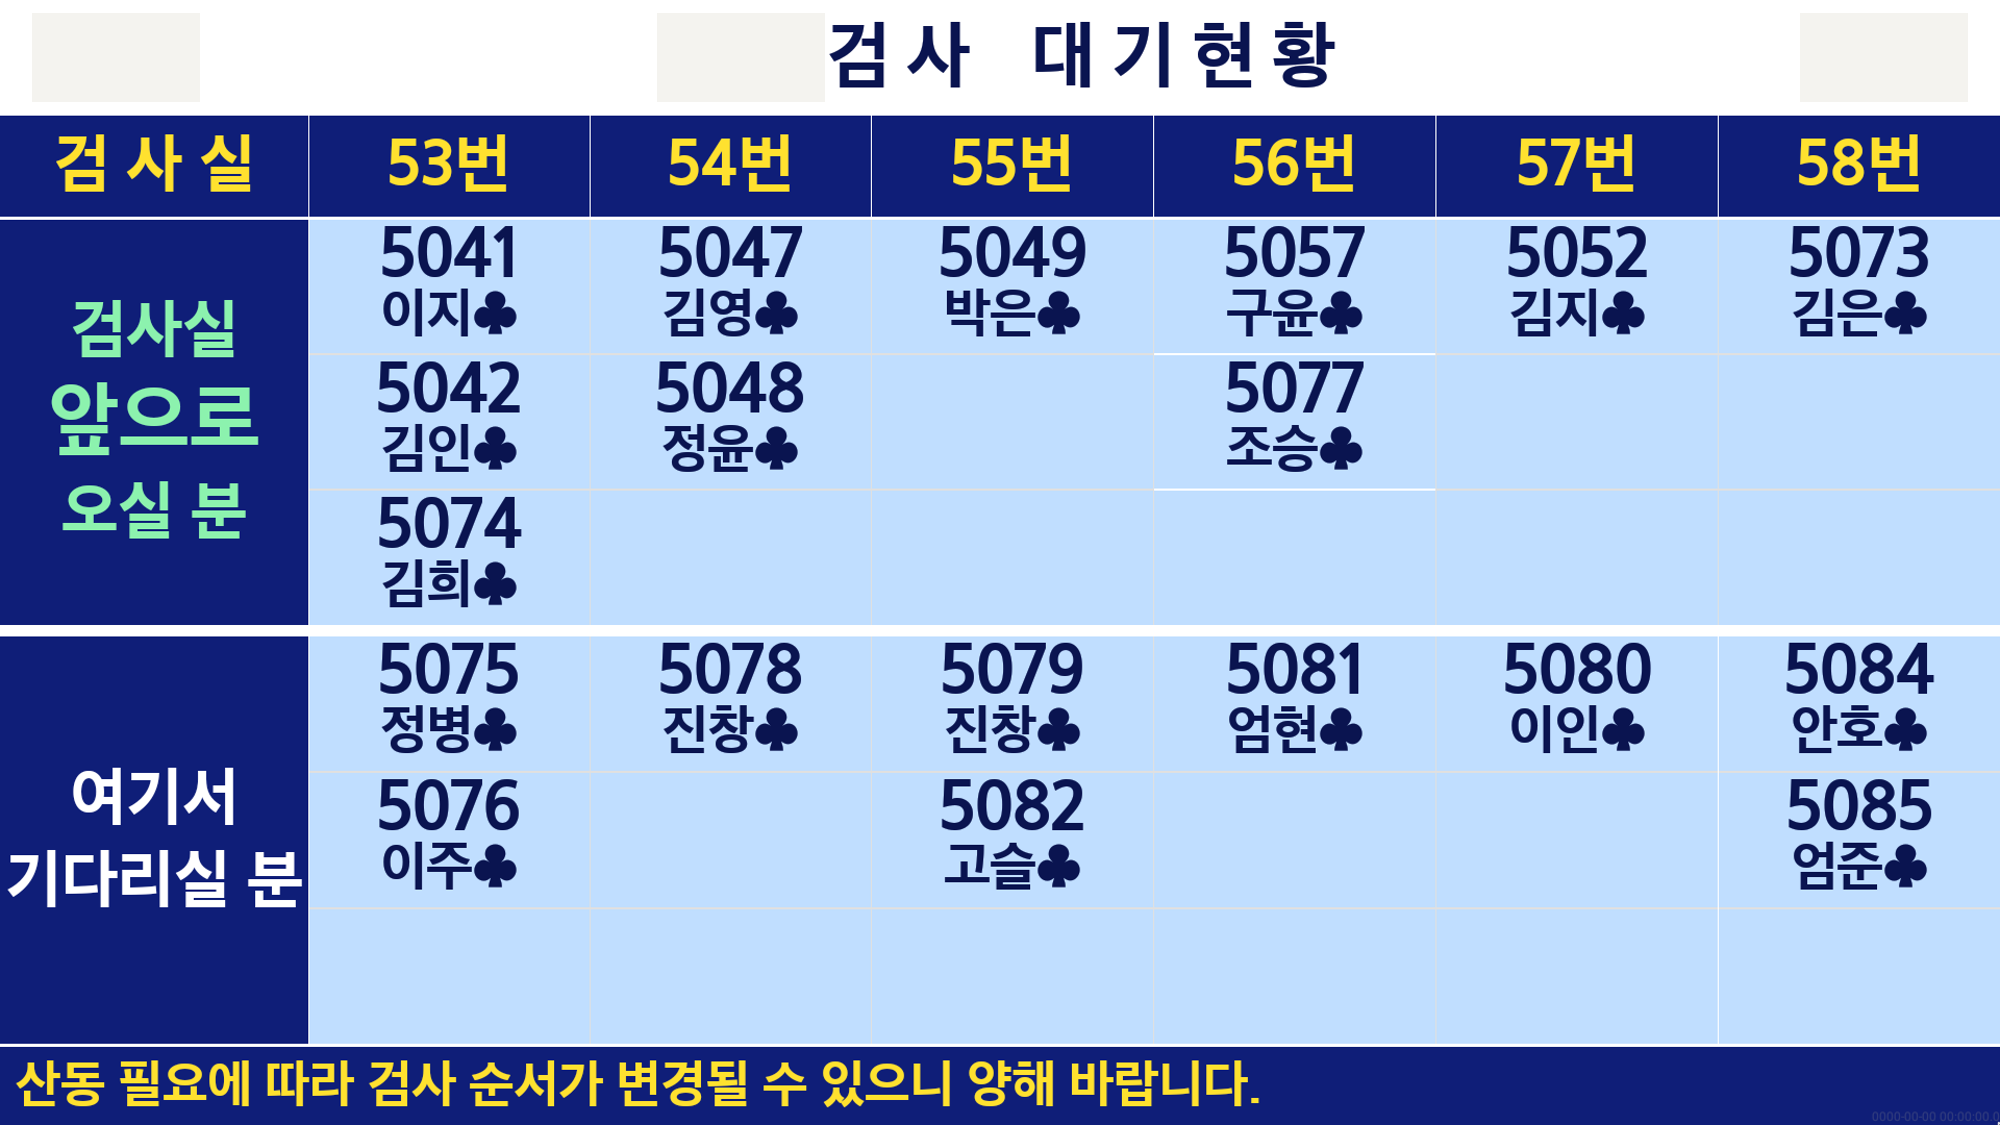 검사 대기현황
검사실 53번 54번 55번 56번 57번 58번
검사실
앞으로
오실 분
5041 5047 5049 5057 5052 5073
이지♣ 김영♣ 박은♣ 구윤♣ 김지♣ 김은♣
5042 5048 5077
김인♣ 정윤♣ 조승♣
5074
김희♣
여기서
기다리실 분
5075 5078 5079 5081 5080 5084
정병♣ 진창♣ 진창♣ 엄현♣ 이인♣ 안호♣
5076 5082 5085
이주♣ 고슬♣ 엄준♣
산동 필요에 따라 검사 순서가 변경될 수 있으니 양해 바랍니다.
0000-00-00 00:00:00.0